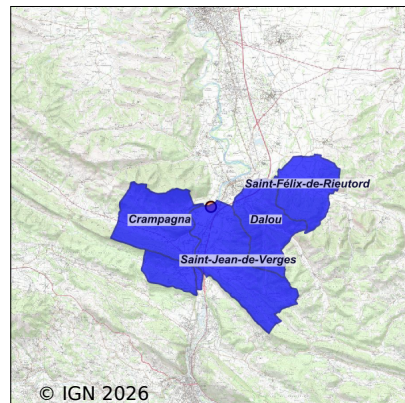 Saint-Félix-de-Rieutord
Crampagna
Dalou
Saint-Jean-de-Verges
© IGN 2026